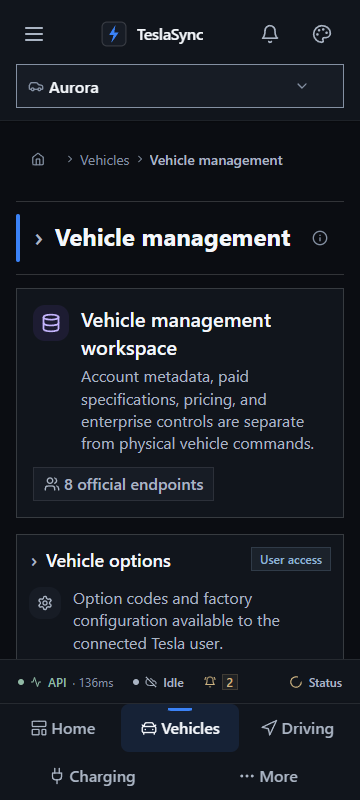 TeslaSync
Aurora
Vehicles
Vehicle management
Vehicle management
Vehicle management
workspace
Account metadata, paid
specifications, pricing, and
enterprise controls are separate
from physical vehicle commands.
8 official endpoints
Vehicle options
User access
Option codes and factory
configuration available to the
connected Tesla user.
API · 136ms
Idle
2
Status
Home
Vehicles
Driving
Charging
More